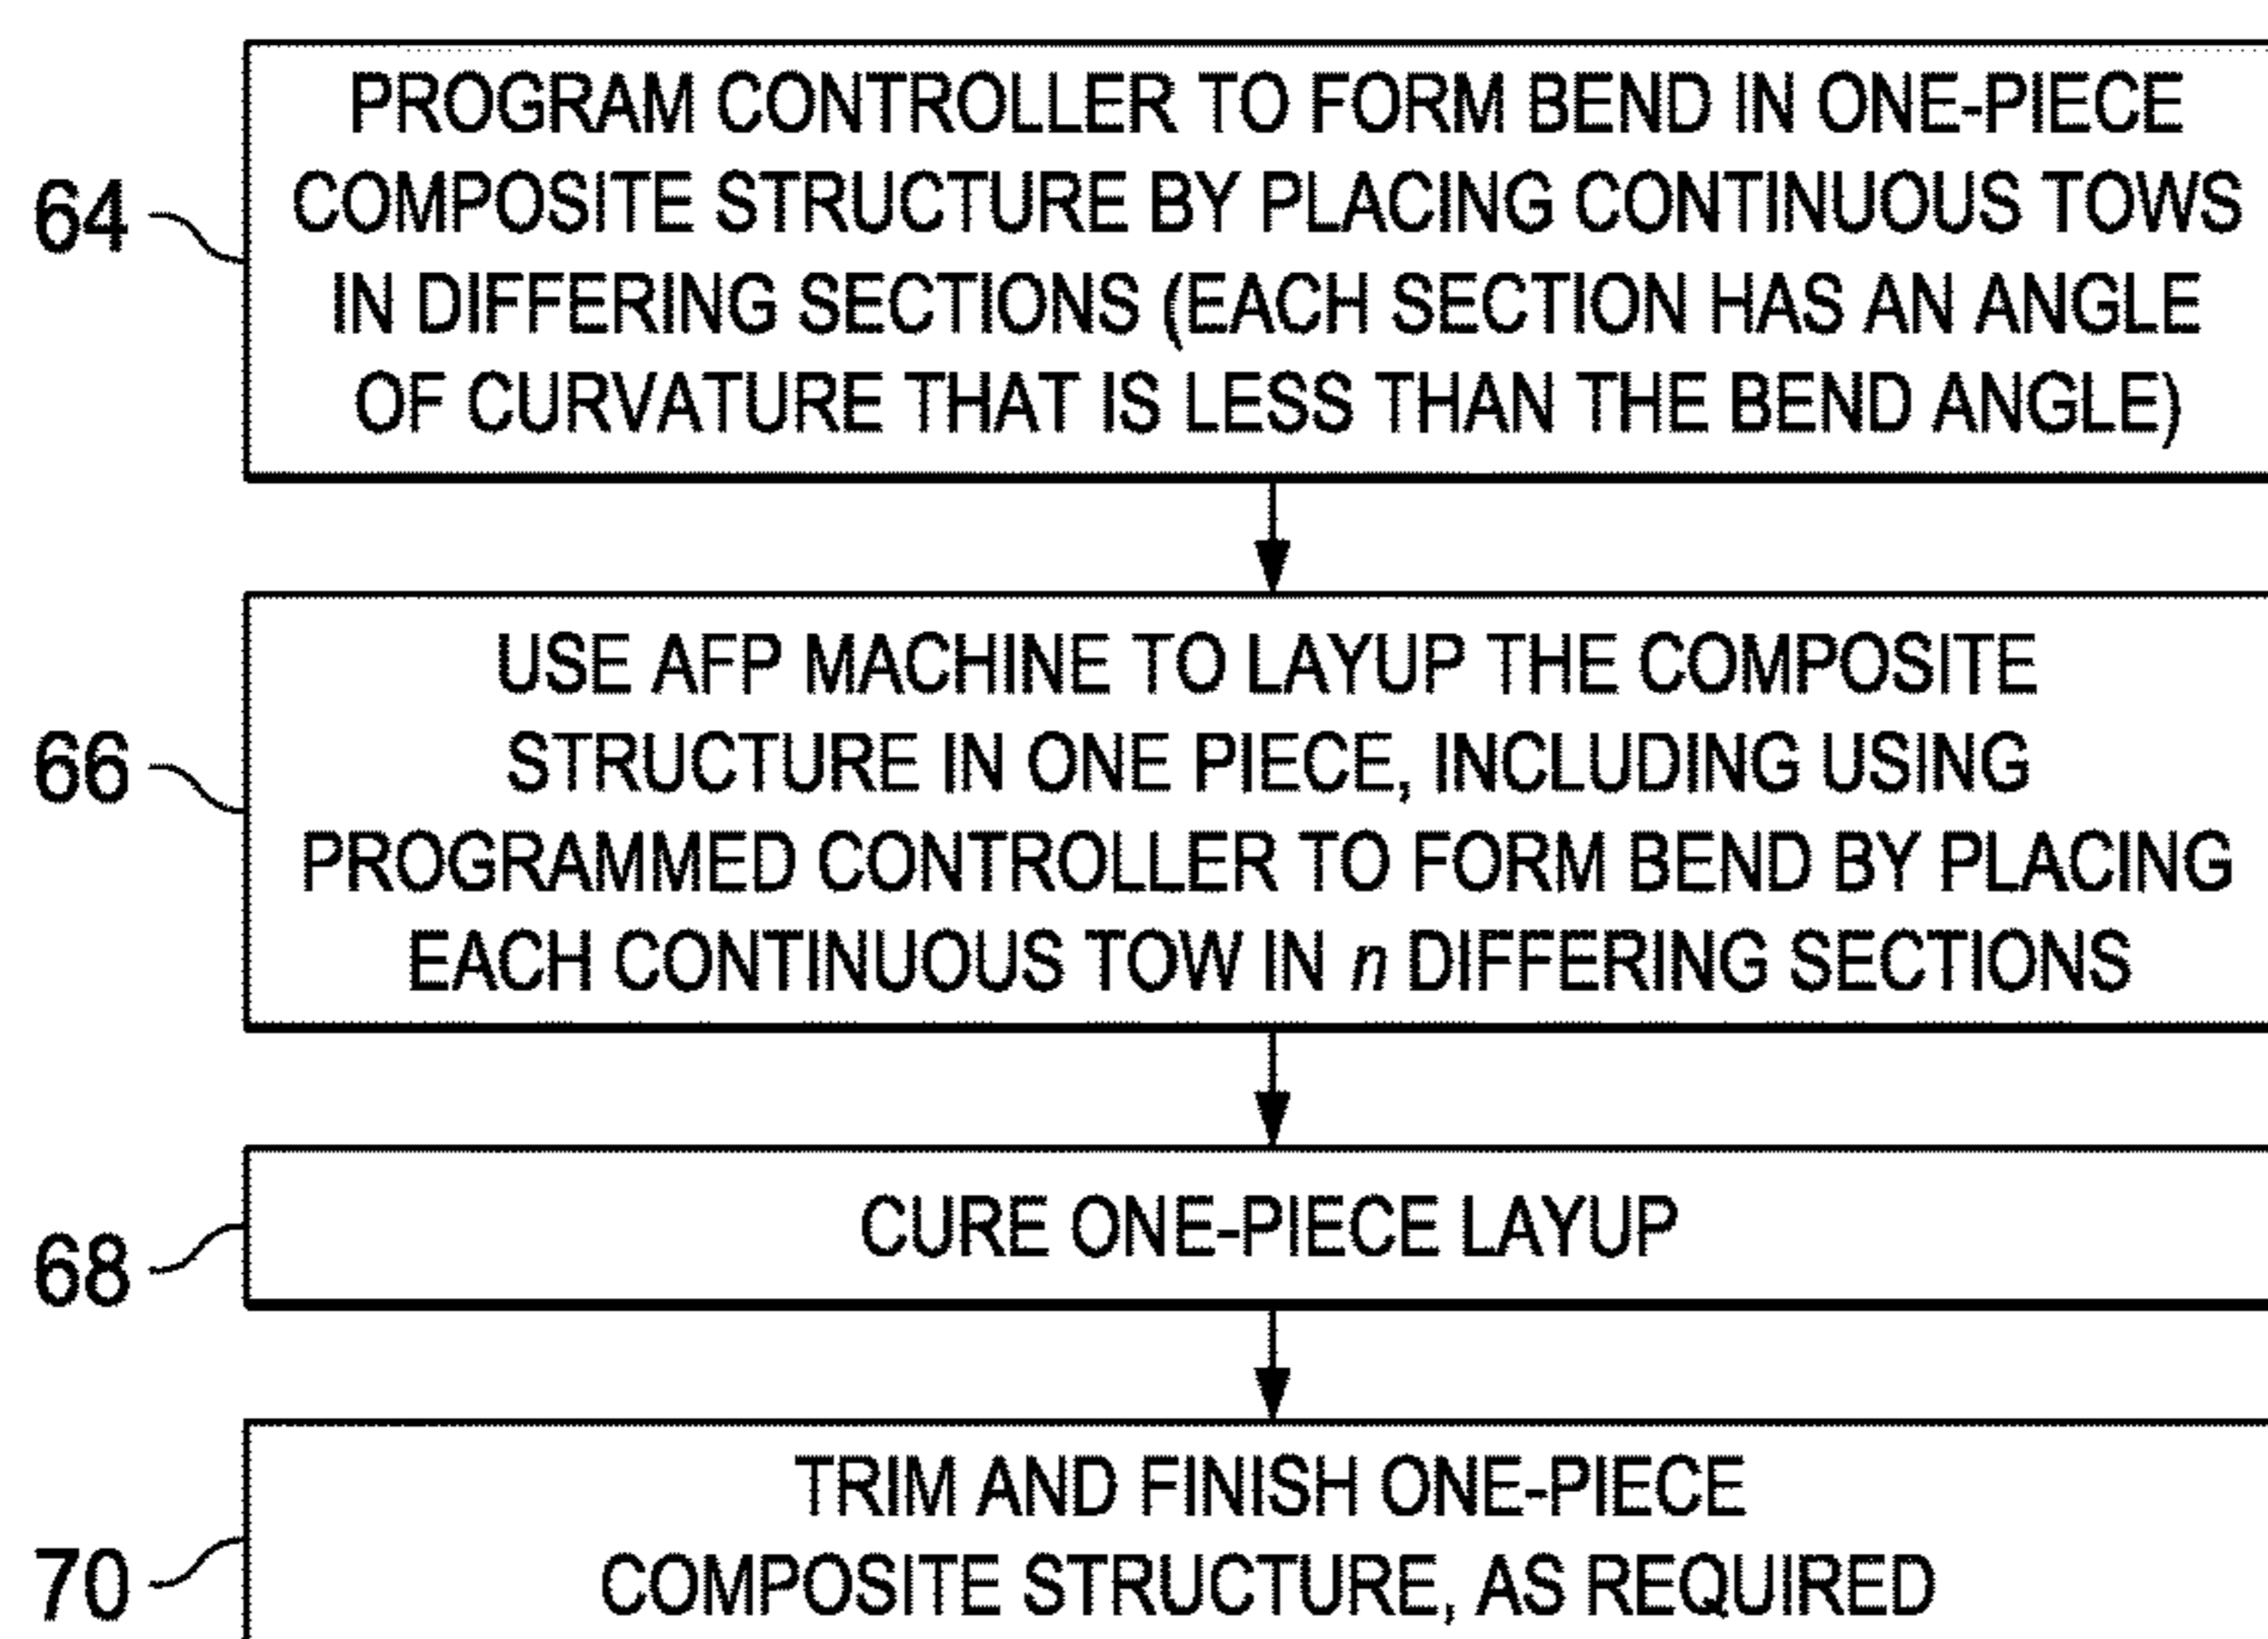 64
PROGRAM CONTROLLER TO FORM BEND IN ONE-PIECE
COMPOSITE STRUCTURE BY PLACING CONTINUOUS TOWS
IN DIFFERING SECTIONS (EACH SECTION HAS AN ANGLE
OF CURVATURE THAT IS LESS THAN THE BEND ANGLE)
66
USE AFP MACHINE TO LAYUP THE COMPOSITE
STRUCTURE IN ONE PIECE, INCLUDING USING
PROGRAMMED CONTROLLER TO FORM BEND BY PLACING
EACH CONTINUOUS TOW IN n DIFFERING SECTIONS
68
CURE ONE-PIECE LAYUP
70
TRIM AND FINISH ONE-PIECE
COMPOSITE STRUCTURE, AS REQUIRED